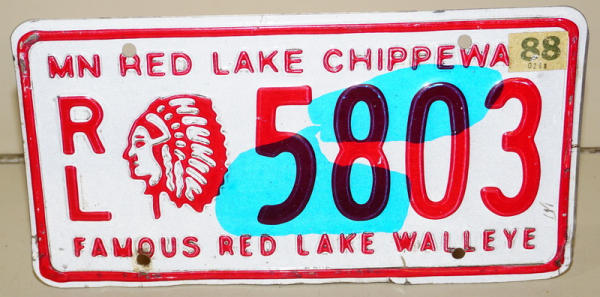 MN RED LAKE CHIPPEWA
88
RL 5803
FAMOUS RED LAKE WALLEYE